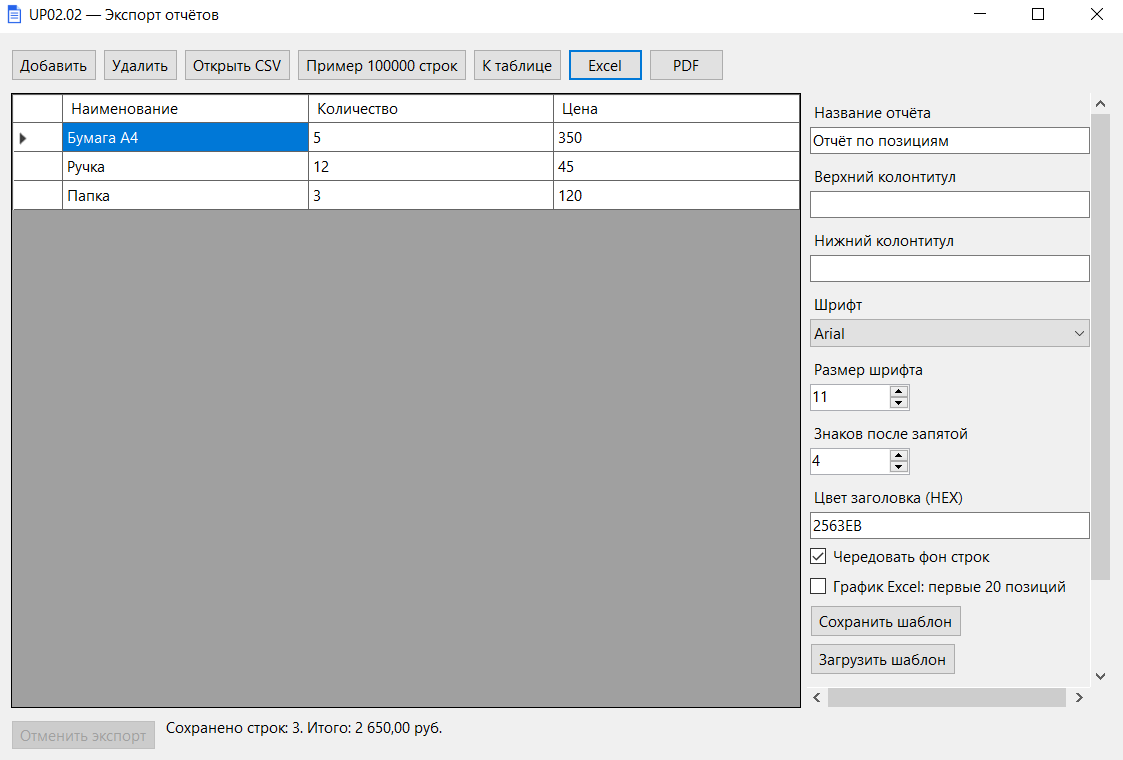 UP02.02 — Экспорт отчётов
Добавить Удалить Открыть CSV Пример 100000 строк К таблице Excel PDF
Наименование Количество Цена
Бумага А4 5 350
Ручка 12 45
Папка 3 120
Название отчёта
Отчёт по позициям
Верхний колонтитул
Нижний колонтитул
Шрифт
Arial
Размер шрифта
11
Знаков после запятой
4
Цвет заголовка (HEX)
2563EB
Чередовать фон строк
График Excel: первые 20 позиций
Сохранить шаблон
Загрузить шаблон
Отменить экспорт Сохранено строк: 3. Итого: 2 650,00 руб.